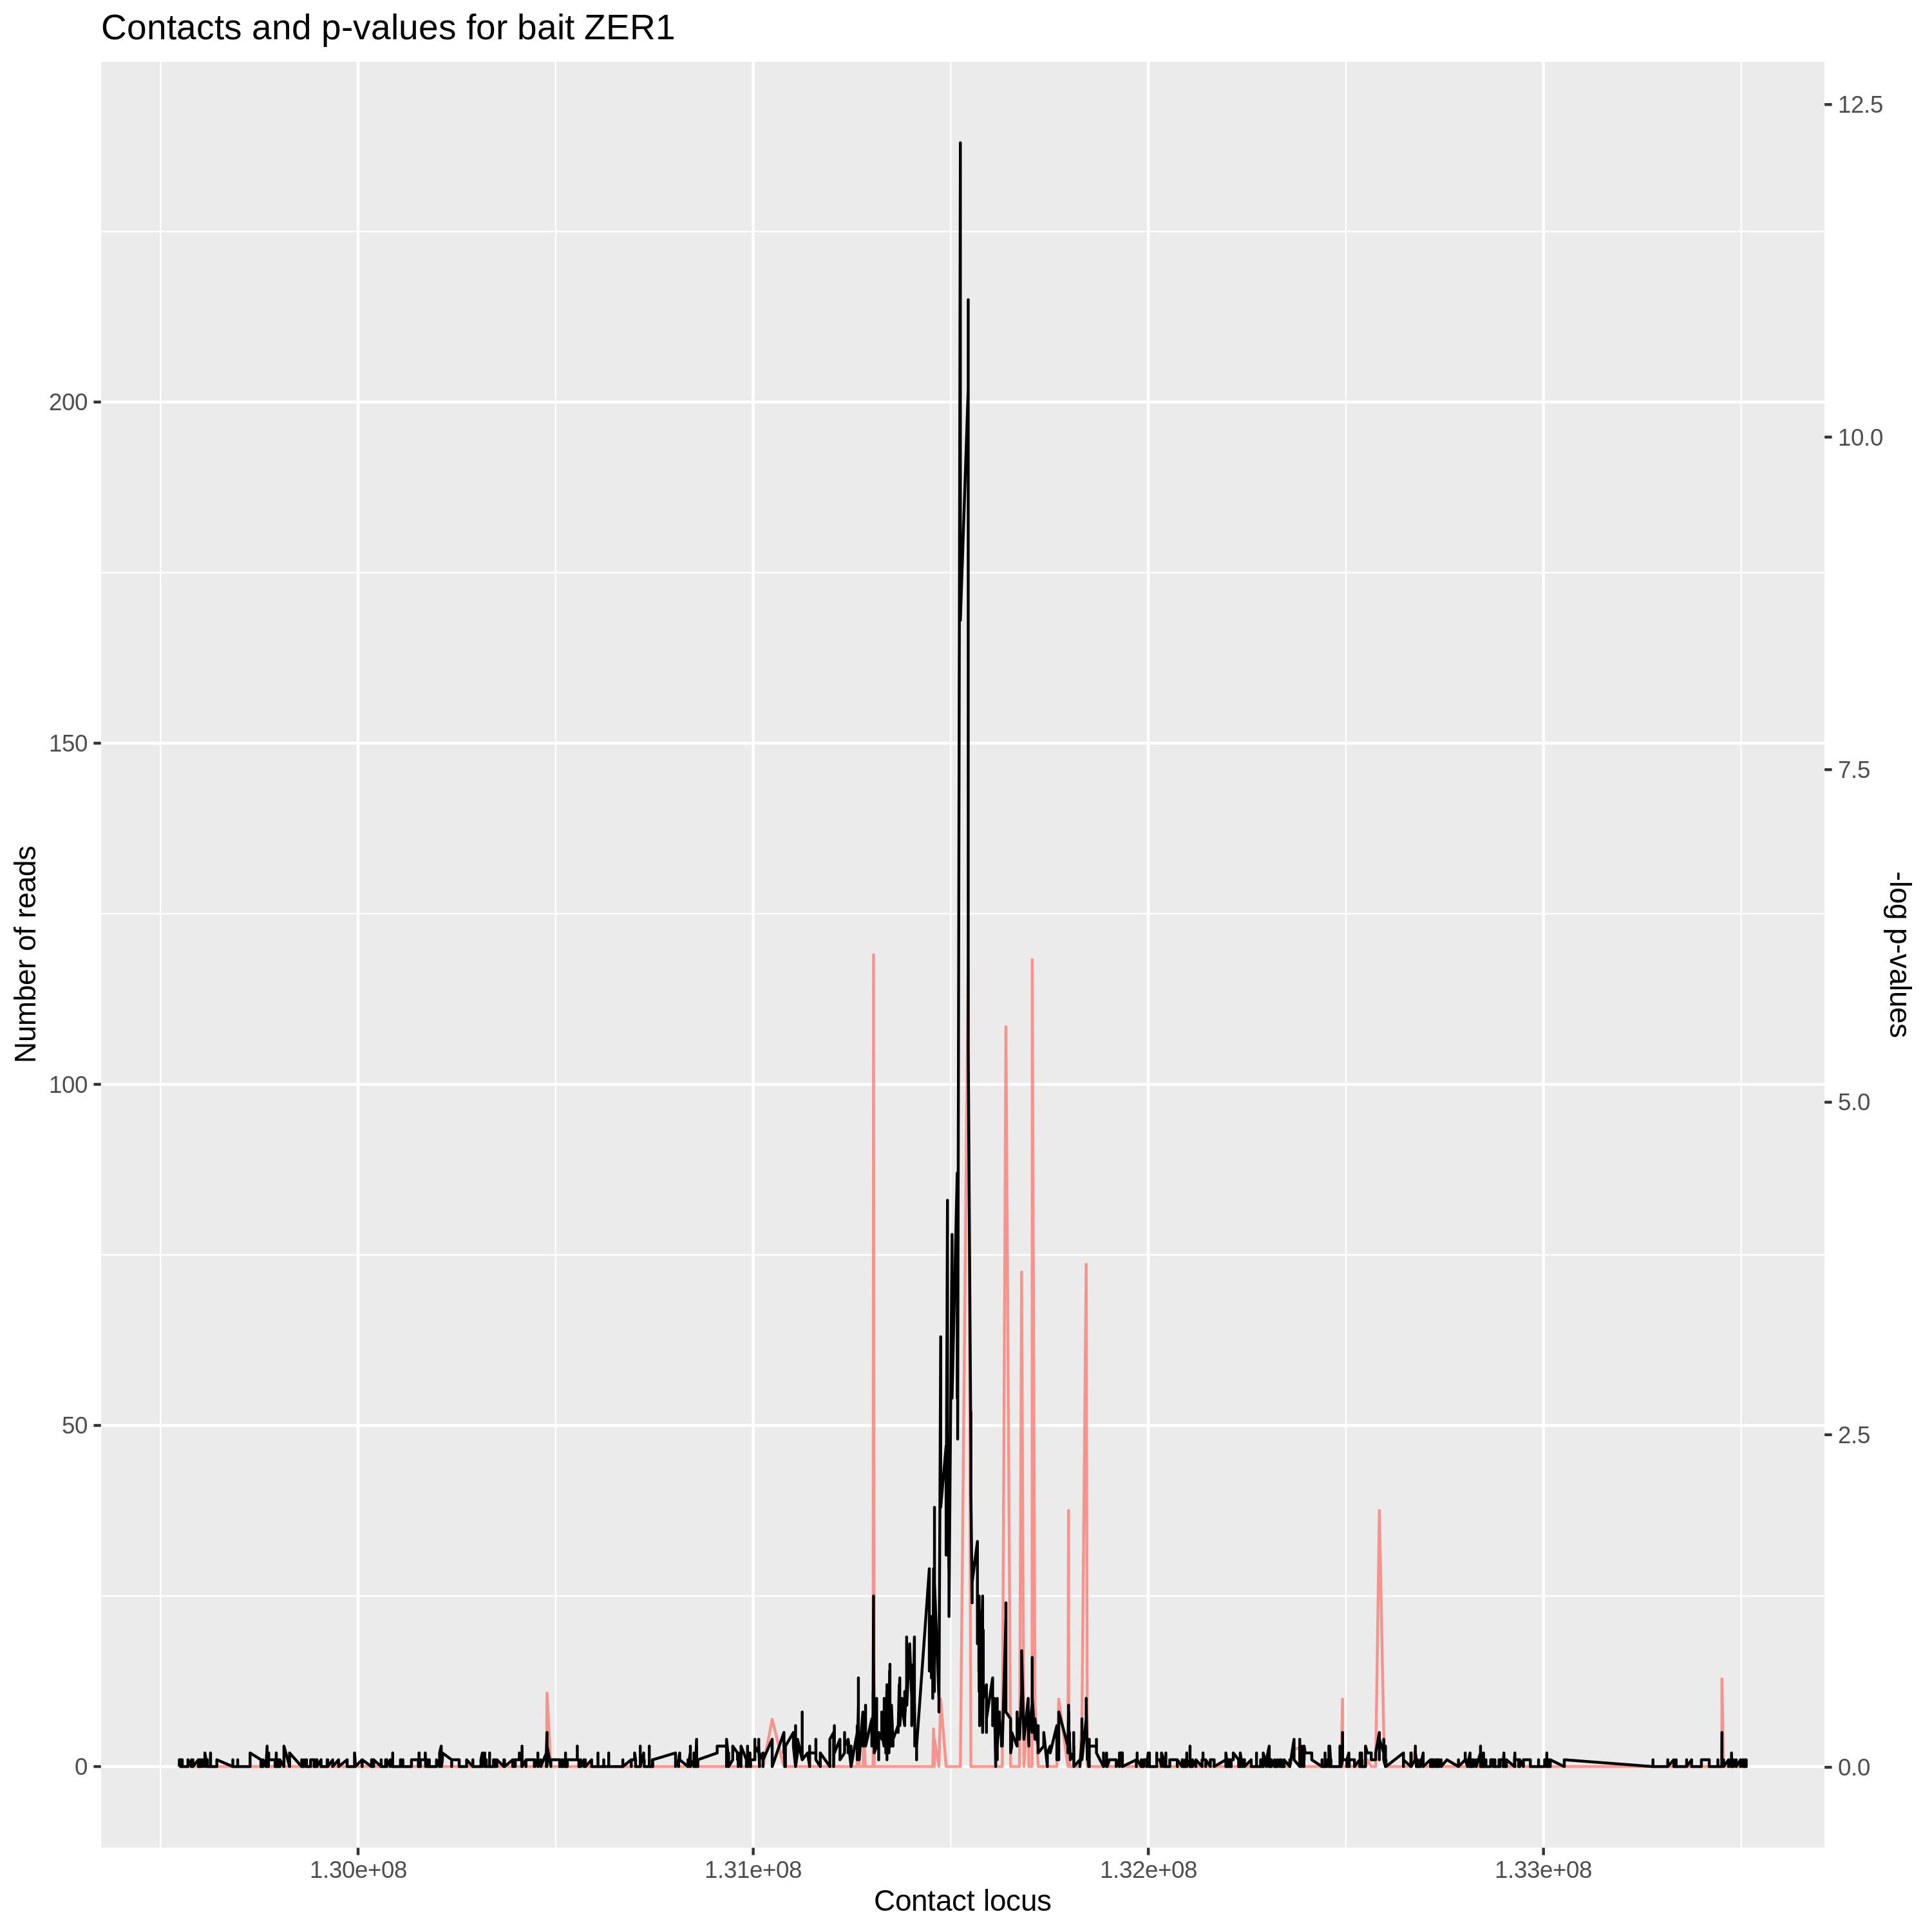 Contacts and p-values for bait ZER1
12.5
200
10.0
150
7.5
Number of reads
-log p-values
100
5.0
50
2.5
0
0.0
1.30e+08
1.31e+08
1.32e+08
1.33e+08
Contact locus